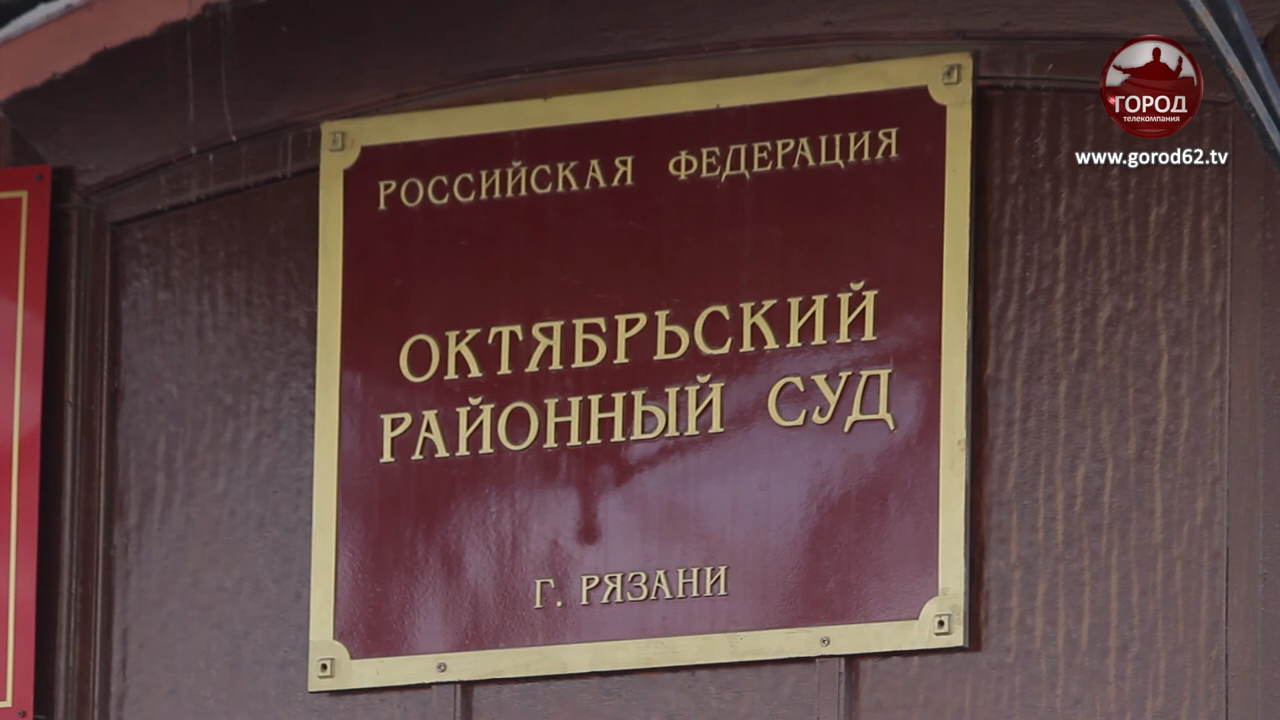 ГОРОД
телекомпания
www.gorod62.tv
РОССИЙСКАЯ ФЕДЕРАЦИЯ
ОКТЯБРЬСКИЙ
РАЙОННЫЙ СУД
Г. РЯЗАНИ